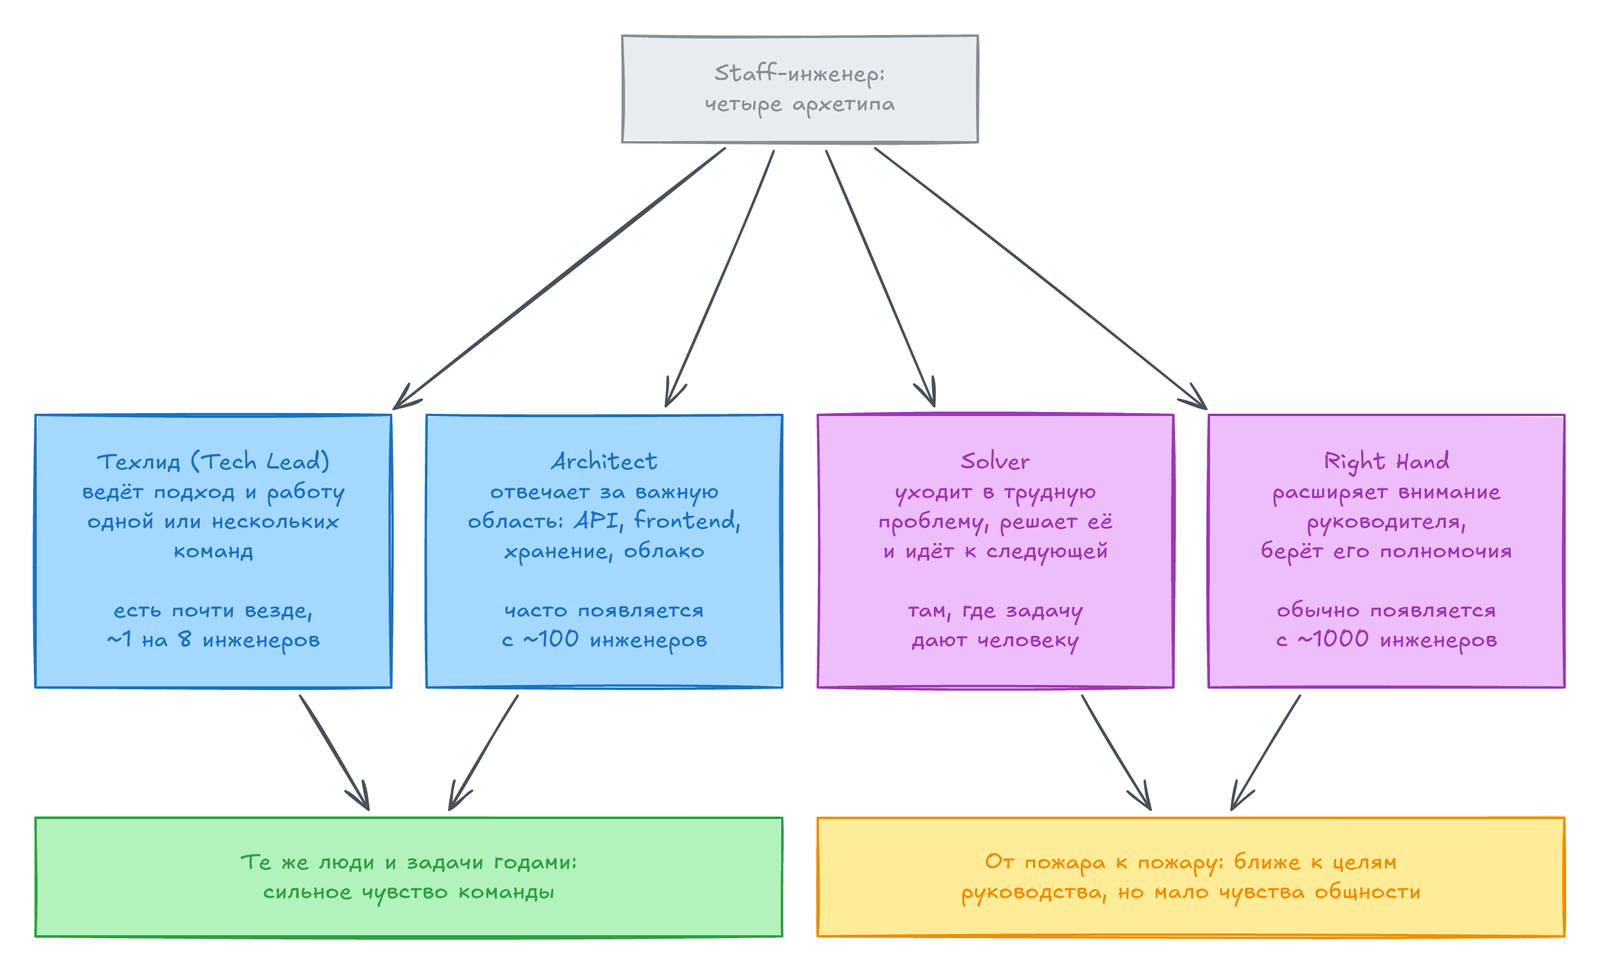 Staff-инженер:
четыре архетипа
Техлид (Tech Lead)
ведёт подход и работу
одной или нескольких
команд
есть почти везде,
~1 на 8 инженеров
Architect
отвечает за важную
область: API, frontend,
хранение, облако
часто появляется
с ~100 инженеров
Solver
уходит в трудную
проблему, решает её
и идёт к следующей
там, где задачу
дают человеку
Right Hand
расширяет внимание
руководителя,
берёт его полномочия
обычно появляется
с ~1000 инженеров
Те же люди и задачи годами:
сильное чувство команды
От пожара к пожару: ближе к целям
руководства, но мало чувства общности